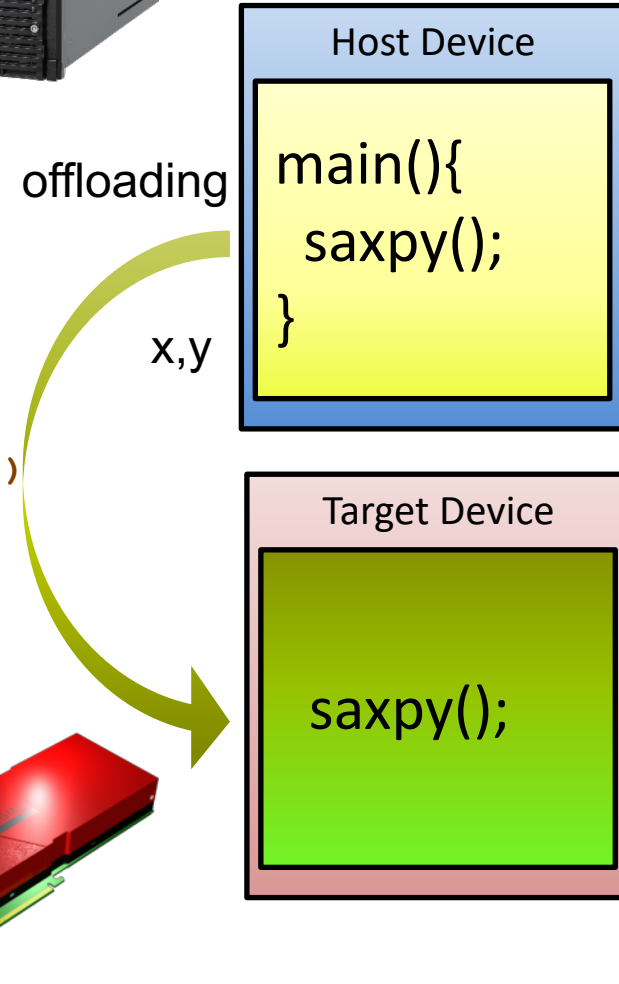 Host Device
offloading
main(){
saxpy();
}
x,y
)
Target Device
saxpy();